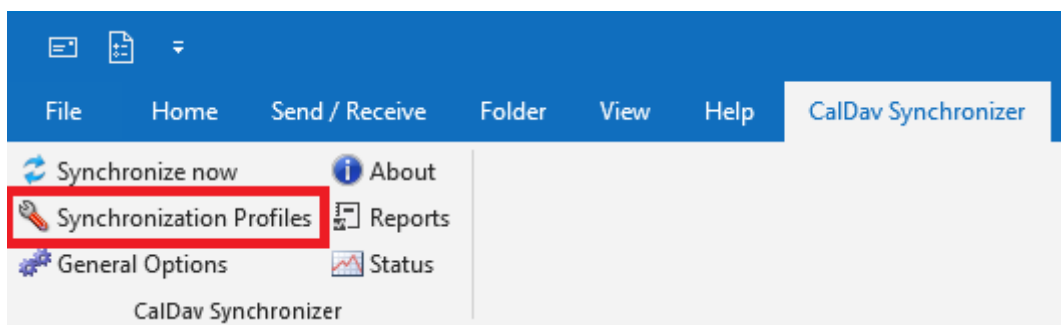 File Home Send / Receive Folder View Help CalDav Synchronizer
Synchronize now About
Synchronization Profiles Reports
General Options Status
CalDav Synchronizer